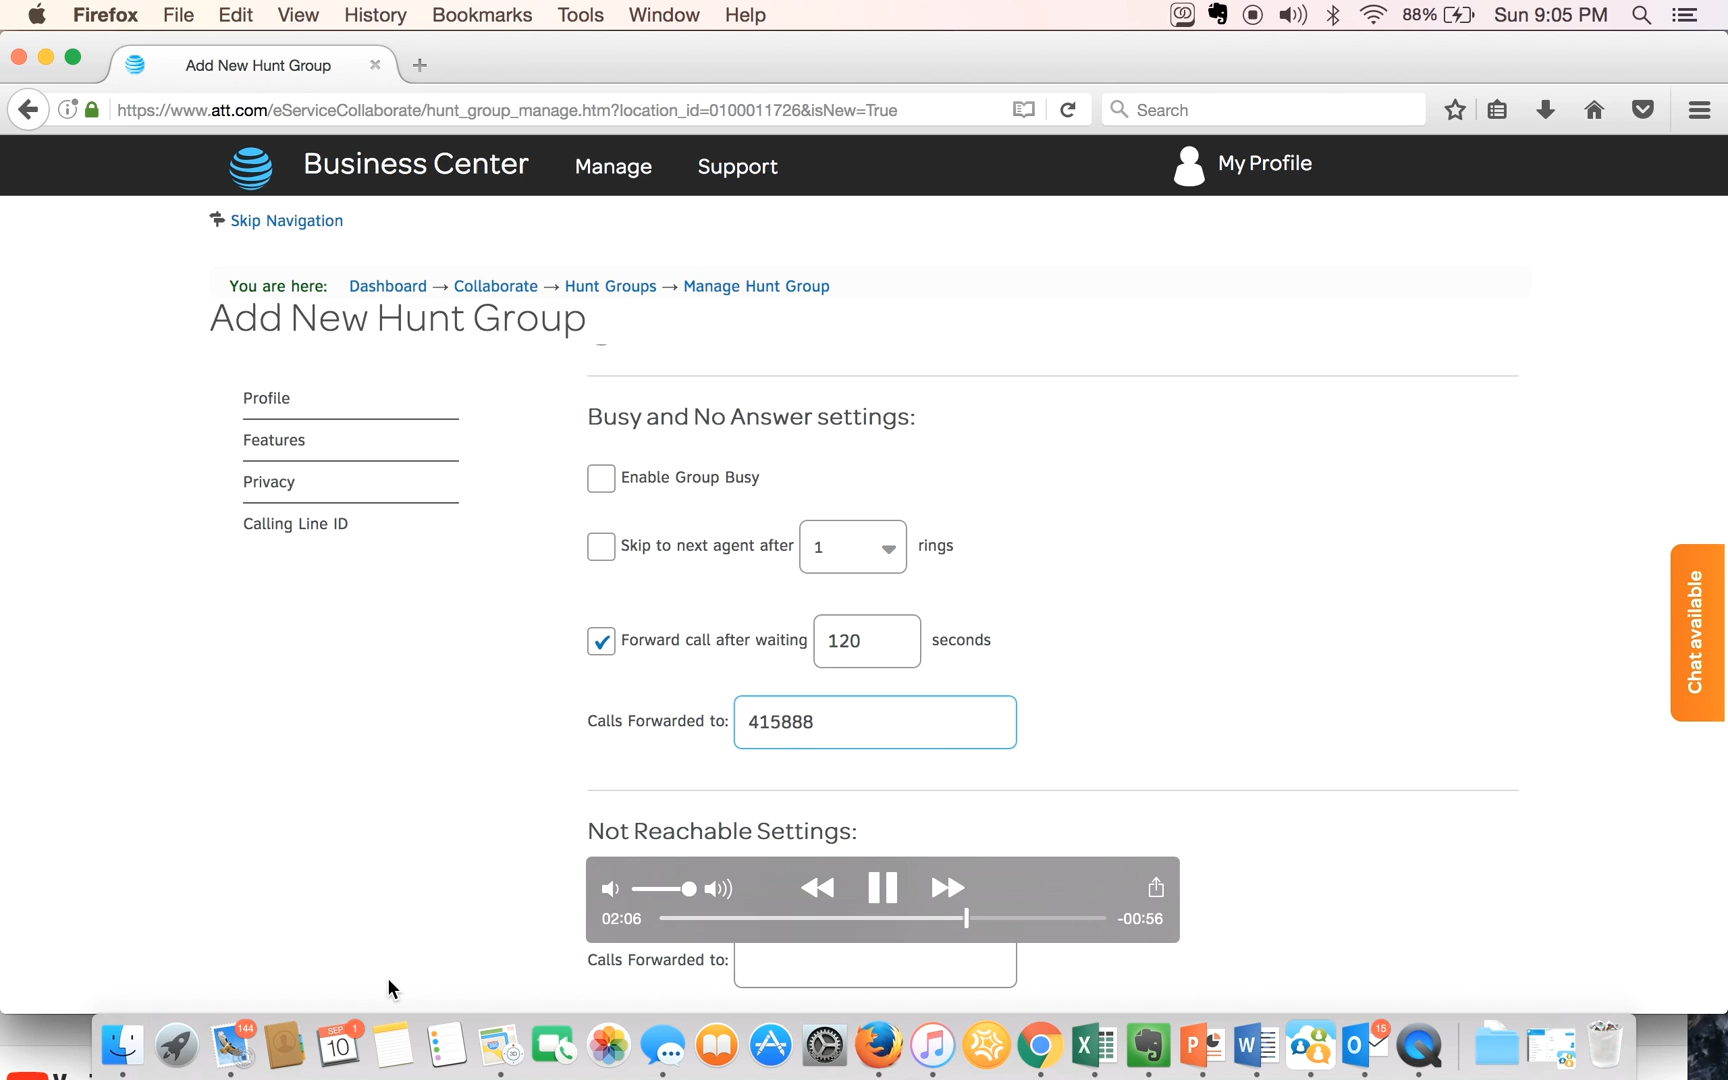 Firefox File Edit View History Bookmarks Tools Window Help 88% Sun 9:05 PM
Add New Hunt Group
https://www.att.com/eServiceCollaborate/hunt_group_manage.htm?location_id=0100011726&isNew=True
Search
Business Center Manage Support My Profile
Skip Navigation
You are here: Dashboard → Collaborate → Hunt Groups → Manage Hunt Group
Add New Hunt Group
Profile
Features
Privacy
Calling Line ID
Busy and No Answer settings:
Enable Group Busy
Skip to next agent after 1 rings
Forward call after waiting 120 seconds
Calls Forwarded to: 415888
Chat available
Not Reachable Settings:
02:06 -00:56
Calls Forwarded to:
144
SEP 1
10
3D
X
P
W
O
15